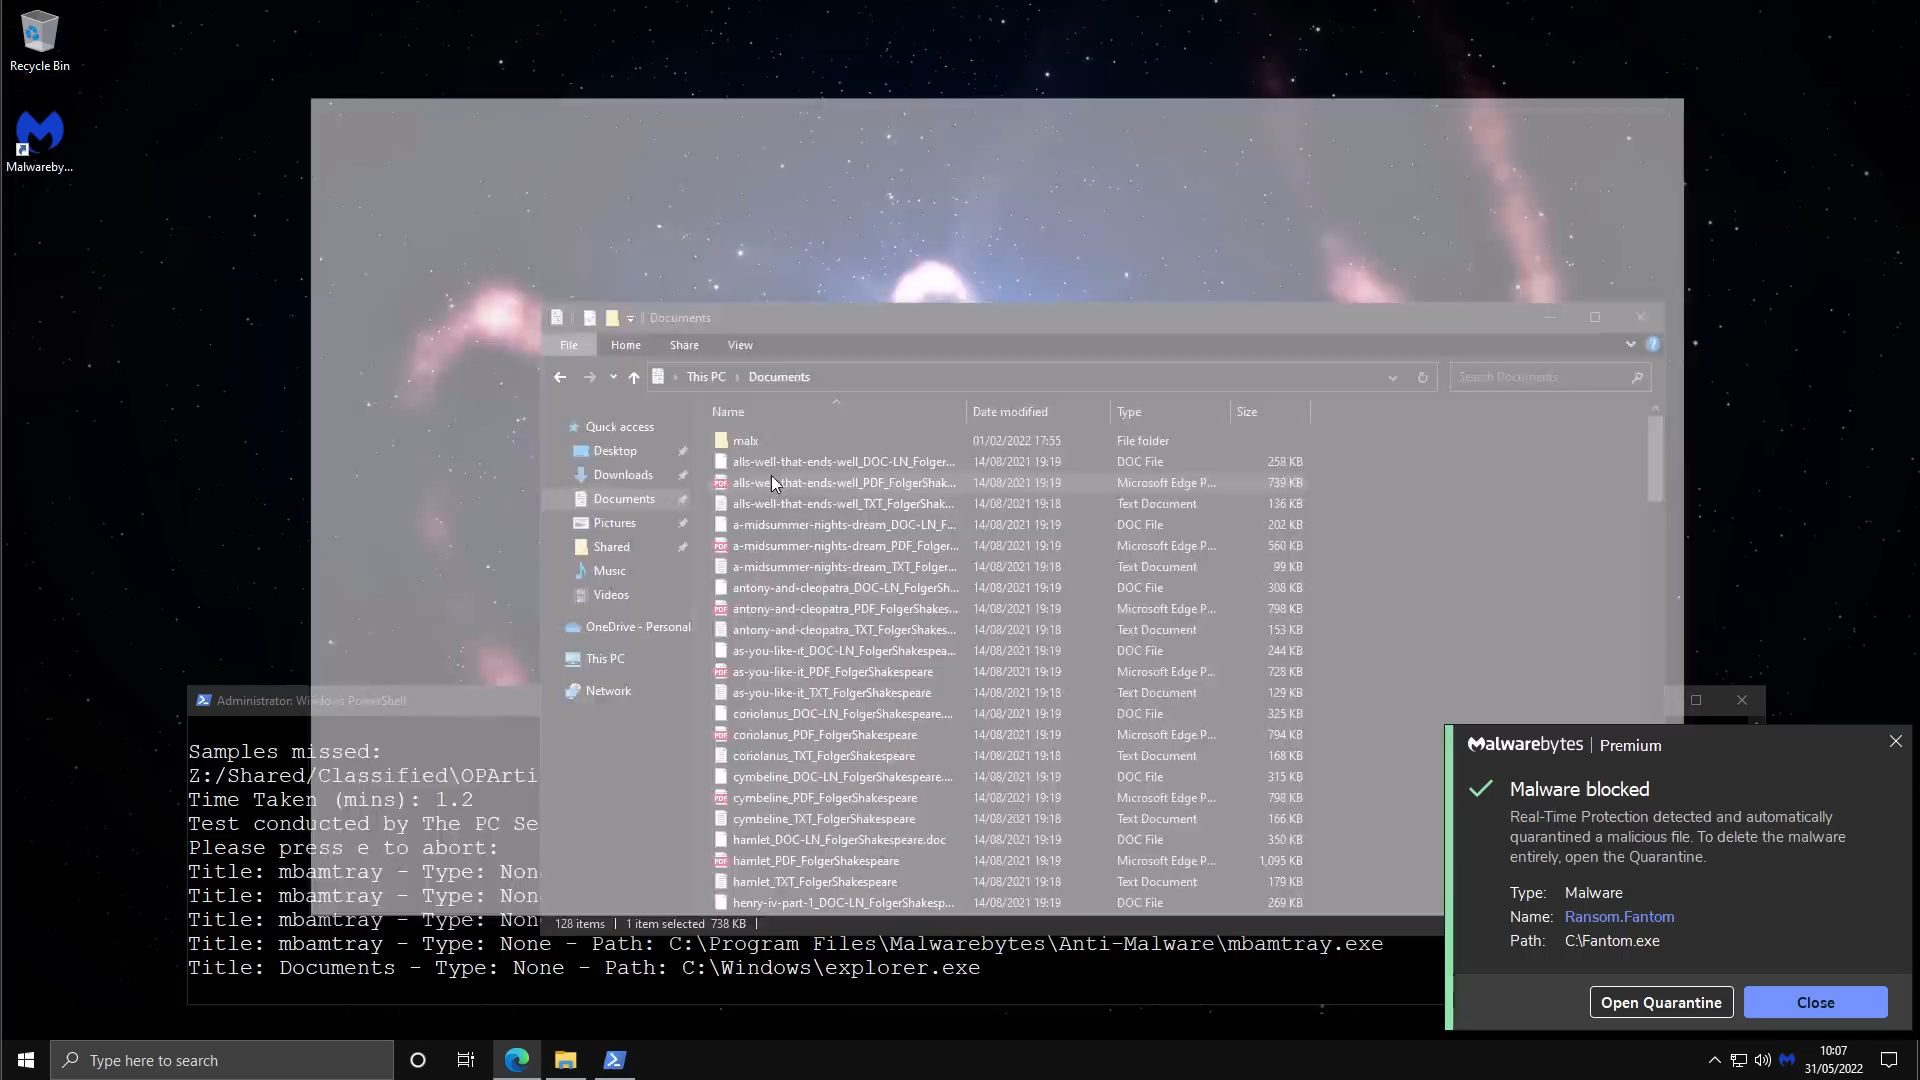 Recycle Bin
Malwareby...
Documents
File Home Share View
This PC Documents
Search Documents
Name Date modified Type Size
Quick access
Desktop
Downloads
Documents
Pictures
Shared
Music
Videos
OneDrive - Personal
This PC
Network
malx 01/02/2022 17:55 File folder
alls-well-that-ends-well_DOC-LN_Folger... 14/08/2021 19:19 DOC File 258 KB
alls-well-that-ends-well_PDF_FolgerShak... 14/08/2021 19:19 Microsoft Edge P... 739 KB
alls-well-that-ends-well_TXT_FolgerShak... 14/08/2021 19:18 Text Document 136 KB
a-midsummer-nights-dream_DOC-LN_F... 14/08/2021 19:19 DOC File 202 KB
a-midsummer-nights-dream_PDF_Folger... 14/08/2021 19:19 Microsoft Edge P... 560 KB
a-midsummer-nights-dream_TXT_Folger... 14/08/2021 19:18 Text Document 99 KB
antony-and-cleopatra_DOC-LN_FolgerSh... 14/08/2021 19:19 DOC File 308 KB
antony-and-cleopatra_PDF_FolgerShakes... 14/08/2021 19:19 Microsoft Edge P... 798 KB
antony-and-cleopatra_TXT_FolgerShakes... 14/08/2021 19:18 Text Document 153 KB
as-you-like-it_DOC-LN_FolgerShakespea... 14/08/2021 19:19 DOC File 244 KB
as-you-like-it_PDF_FolgerShakespeare 14/08/2021 19:19 Microsoft Edge P... 728 KB
as-you-like-it_TXT_FolgerShakespeare 14/08/2021 19:18 Text Document 129 KB
coriolanus_DOC-LN_FolgerShakespeare.... 14/08/2021 19:19 DOC File 325 KB
coriolanus_PDF_FolgerShakespeare 14/08/2021 19:19 Microsoft Edge P... 794 KB
coriolanus_TXT_FolgerShakespeare 14/08/2021 19:18 Text Document 168 KB
cymbeline_DOC-LN_FolgerShakespeare.... 14/08/2021 19:19 DOC File 315 KB
cymbeline_PDF_FolgerShakespeare 14/08/2021 19:19 Microsoft Edge P... 798 KB
cymbeline_TXT_FolgerShakespeare 14/08/2021 19:18 Text Document 166 KB
hamlet_DOC-LN_FolgerShakespeare.doc 14/08/2021 19:19 DOC File 350 KB
hamlet_PDF_FolgerShakespeare 14/08/2021 19:19 Microsoft Edge P... 1,095 KB
hamlet_TXT_FolgerShakespeare 14/08/2021 19:18 Text Document 179 KB
henry-iv-part-1_DOC-LN_FolgerShakesp... 14/08/2021 19:19 DOC File 269 KB
128 items 1 item selected 738 KB
Administrator: Windows PowerShell
Samples missed:
Z:/Shared/Classified\OPArti
Time Taken (mins): 1.2
Test conducted by The PC Se
Please press e to abort:
Title: mbamtray - Type: Non
Title: mbamtray - Type: Non
Title: mbamtray - Type: Non
Title: mbamtray - Type: None - Path: C:\Program Files\Malwarebytes\Anti-Malware\mbamtray.exe
Title: Documents - Type: None - Path: C:\Windows\explorer.exe
Malwarebytes | Premium
Malware blocked
Real-Time Protection detected and automatically
quarantined a malicious file. To delete the malware
entirely, open the Quarantine.
Type: Malware
Name: Ransom.Fantom
Path: C:\Fantom.exe
Open Quarantine Close
Type here to search
10:07
31/05/2022